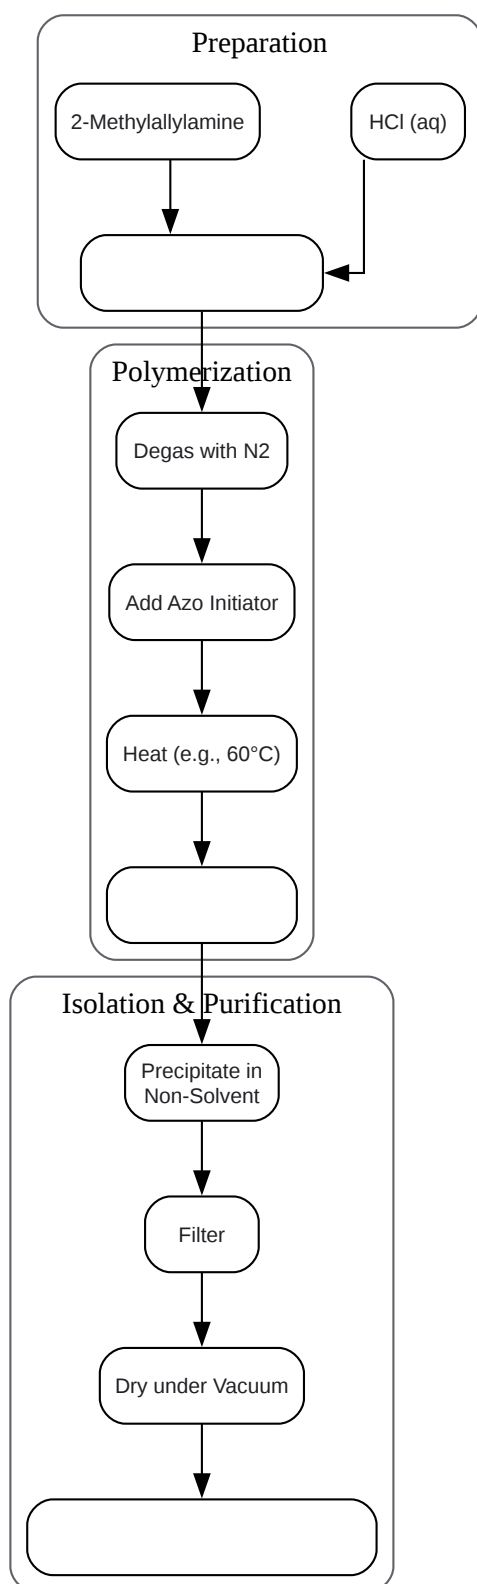 Preparation
2-Methylallylamine
HCl (aq)
Polymerization
Degas with N2
Add Azo Initiator
Heat (e.g., 60°C)
Isolation & Purification
Precipitate in
Non-Solvent
Filter
Dry under Vacuum